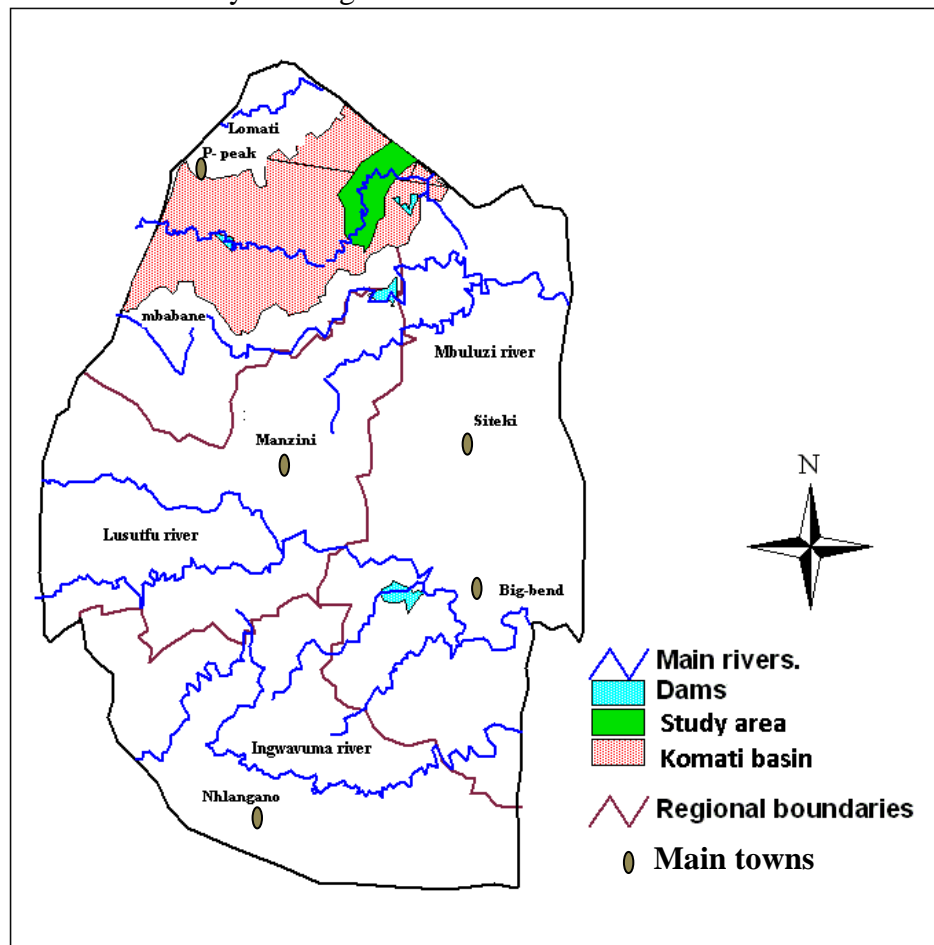 Lomati
P- peak
mbabane
Mbuluzi river
Siteki
Manzini
N
Lusutfu river
Big-bend
Main rivers.
Dams
Study area
Komati basin
Ingwavuma river
Nhlangano
Regional boundaries
Main towns